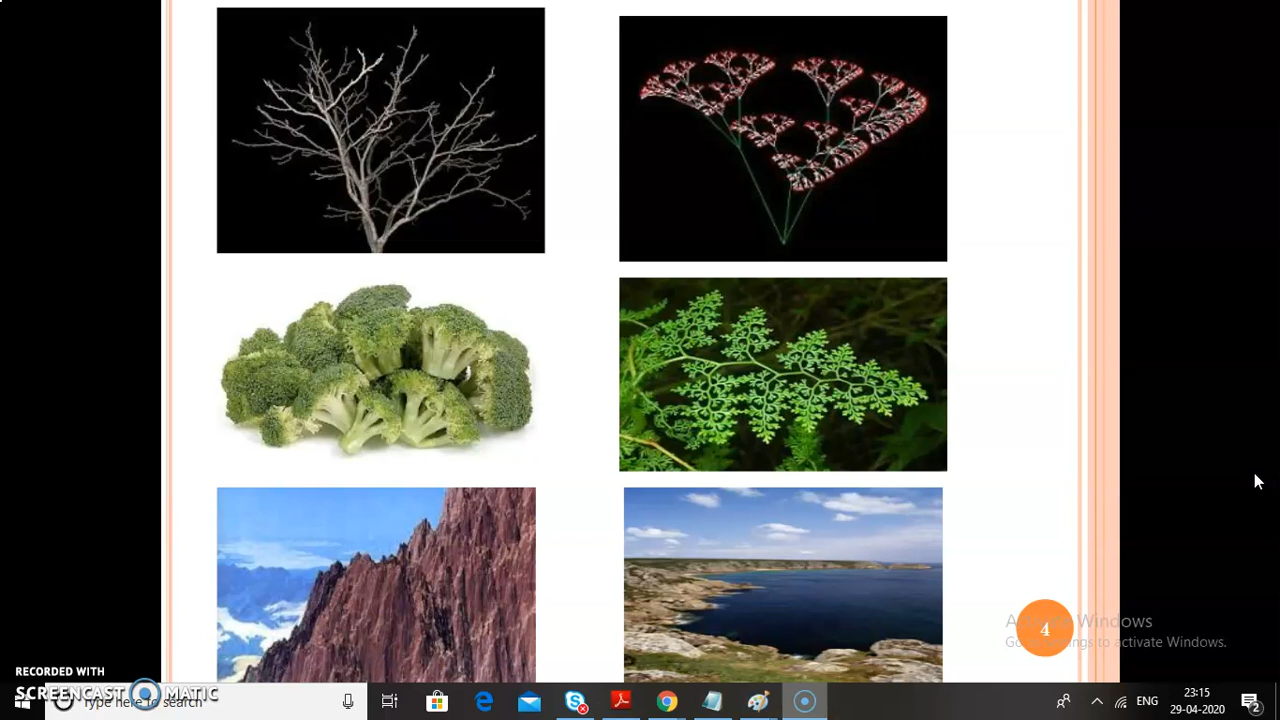 4
Activate Windows
Go to Settings to activate Windows.
RECORDED WITH
SCREENCAST MATIC
Type here to search
ENG
23:15
29-04-2020
2